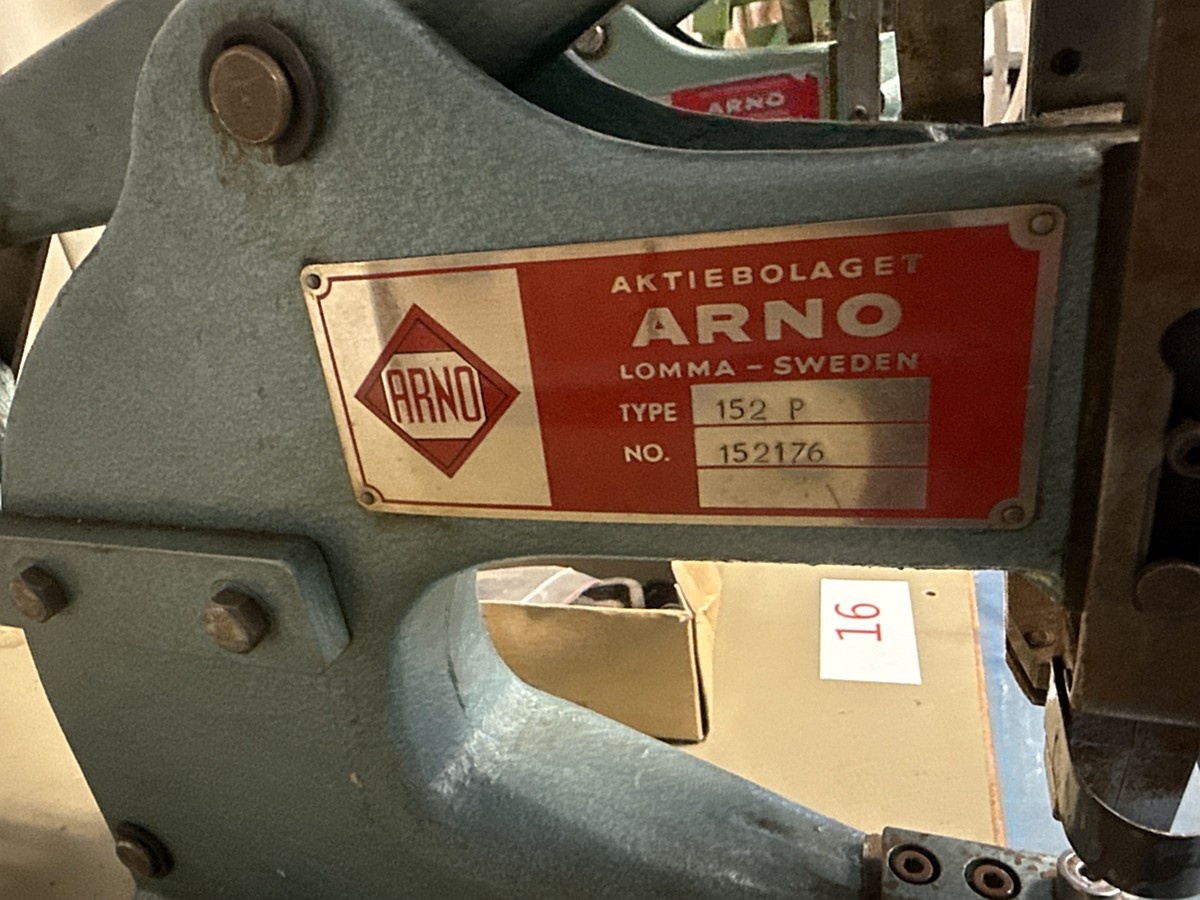 ARNO
AKTIEBOLAGET
ARNO
LOMMA – SWEDEN
ARNO
TYPE 152 P
NO. 152176
16